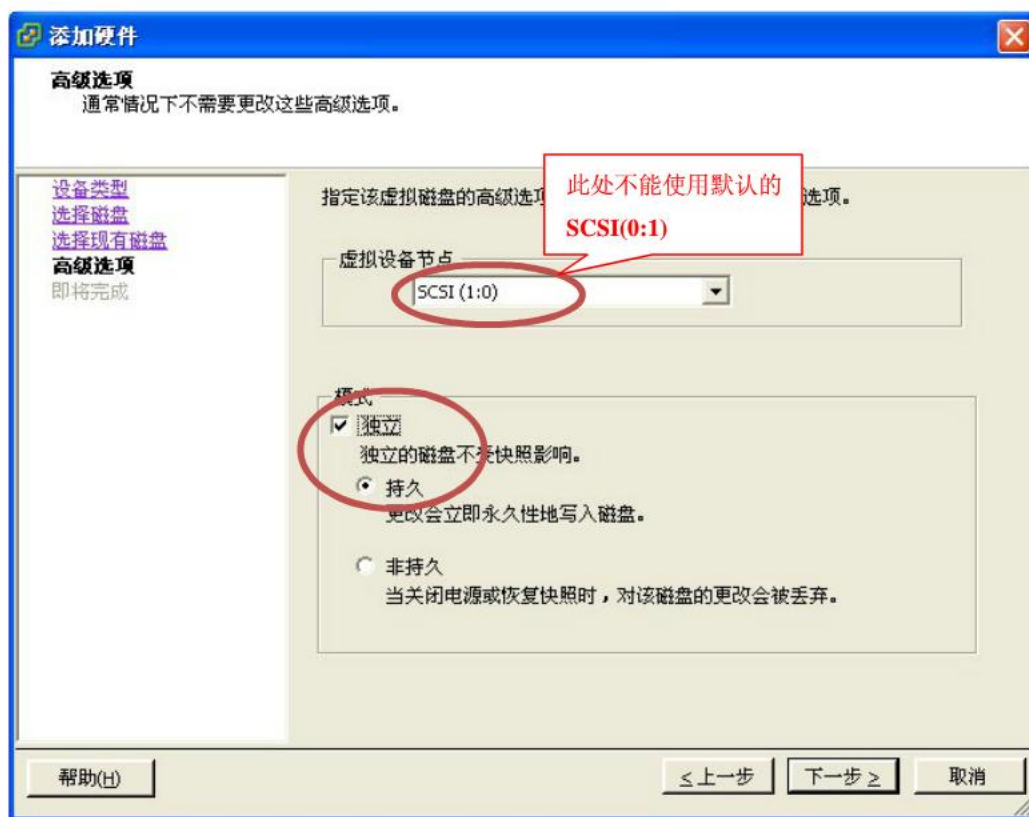 添加硬件
高级选项
通常情况下不需要更改这些高级选项。
设备类型
选择磁盘
选择现有磁盘
高级选项
即将完成
指定该虚拟磁盘的高级选项
选项。
此处不能使用默认的
SCSI(0:1)
虚拟设备节点
SCSI (1:0)
模式
独立
独立的磁盘不受快照影响。
持久
更改会立即永久性地写入磁盘。
非持久
当关闭电源或恢复快照时，对该磁盘的更改会被丢弃。
帮助(H)
≤上一步
下一步≥
取消